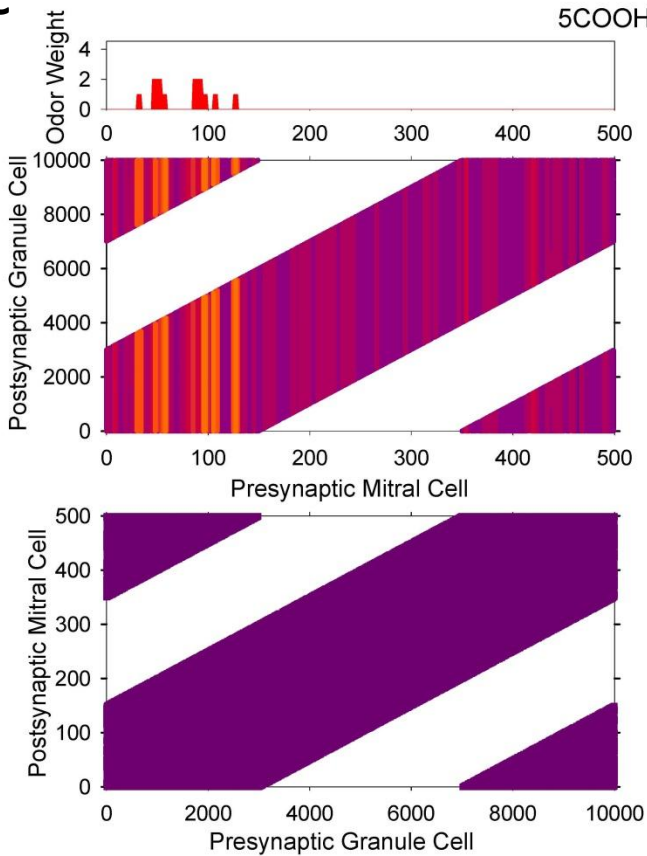 5COOH
Odor Weight
4
2
0
0 100 200 300 400 500
Postsynaptic Granule Cell
10000
8000
6000
4000
2000
0
0 100 200 300 400 500
Presynaptic Mitral Cell
Postsynaptic Mitral Cell
500
400
300
200
100
0
0 2000 4000 6000 8000 10000
Presynaptic Granule Cell